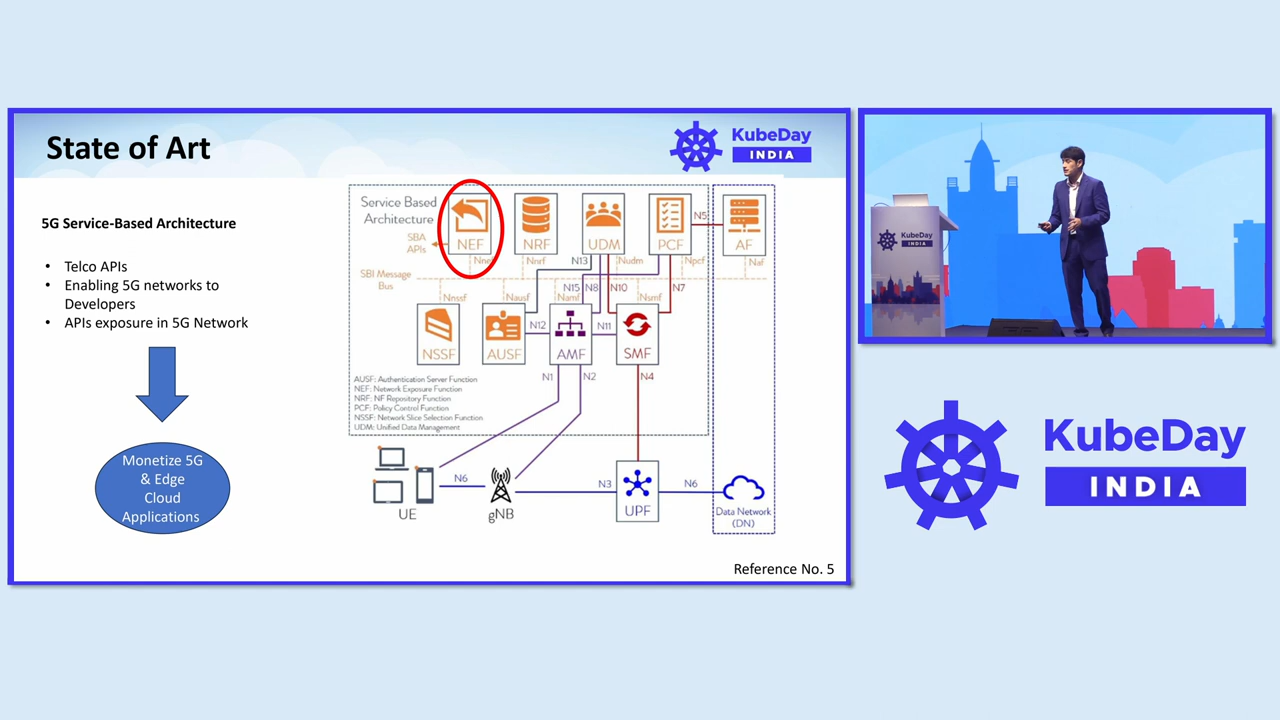 State of Art
KubeDay
INDIA
5G Service-Based Architecture
• Telco APIs
• Enabling 5G networks to
Developers
• APIs exposure in 5G Network
Monetize 5G
& Edge
Cloud
Applications
Service Based
Architecture
SBA
APIs
NEF
NRF
UDM
PCF
N5
AF
N13
Nnrf
Nudm
Npcf
Naf
SBI Message
Bus
N15
N8
N10
N7
Nnssf
Nausf
Namf
Nsmf
NSSF
AUSF
N12
AMF
N11
SMF
N1
N2
N4
AUSF: Authentication Server Function
NEF: Network Exposure Function
NRF: NF Repository Function
PCF: Policy Control Function
NSSF: Network Slice Selection Function
UDM: Unified Data Management
UE
N6
gNB
N3
UPF
N6
Data Network
(DN)
Reference No. 5
KubeDay
INDIA
KubeDay
INDIA